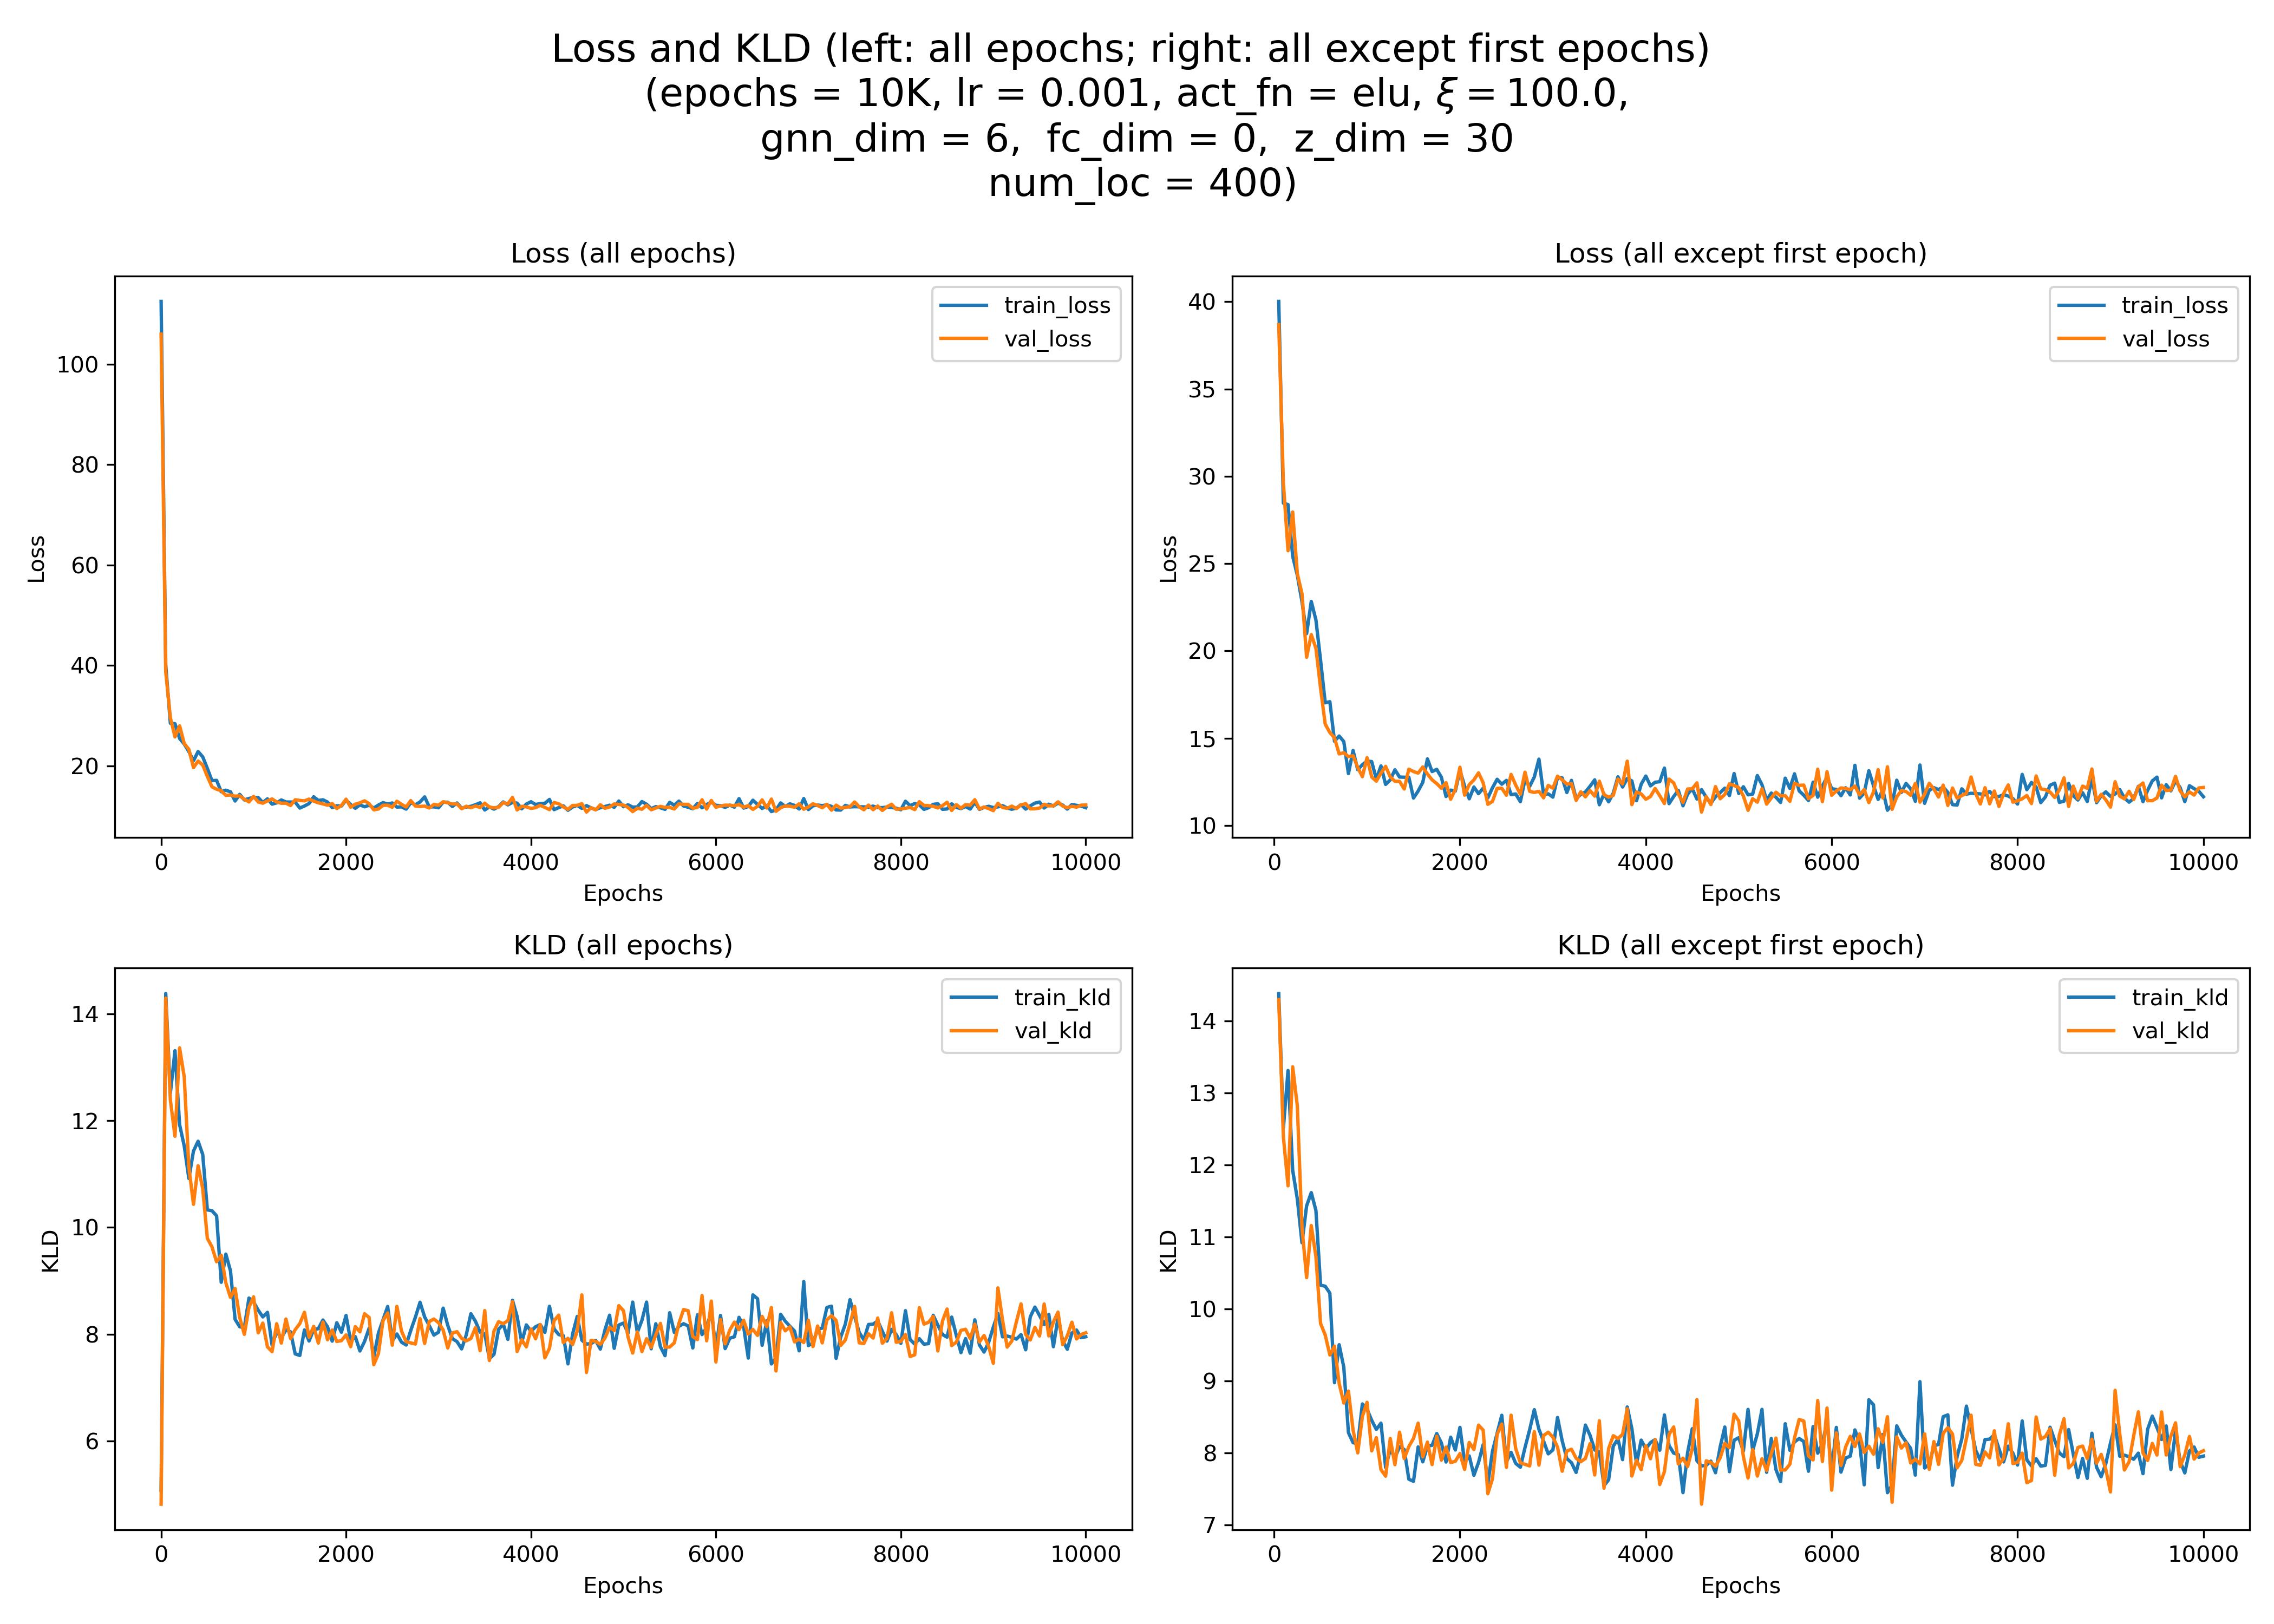 Loss and KLD (left: all epochs; right: all except first epochs)
(epochs = 10K, lr = 0.001, act_fn = elu, ξ = 100.0,
gnn_dim = 6,  fc_dim = 0,  z_dim = 30
num_loc = 400)
Loss (all epochs)
train_loss
val_loss
100
80
60
40
20
Loss
0
2000
4000
6000
8000
10000
Epochs
Loss (all except first epoch)
train_loss
val_loss
40
35
30
25
20
15
10
Loss
0
2000
4000
6000
8000
10000
Epochs
KLD (all epochs)
train_kld
val_kld
14
12
10
8
6
KLD
0
2000
4000
6000
8000
10000
Epochs
KLD (all except first epoch)
train_kld
val_kld
14
13
12
11
10
9
8
7
KLD
0
2000
4000
6000
8000
10000
Epochs